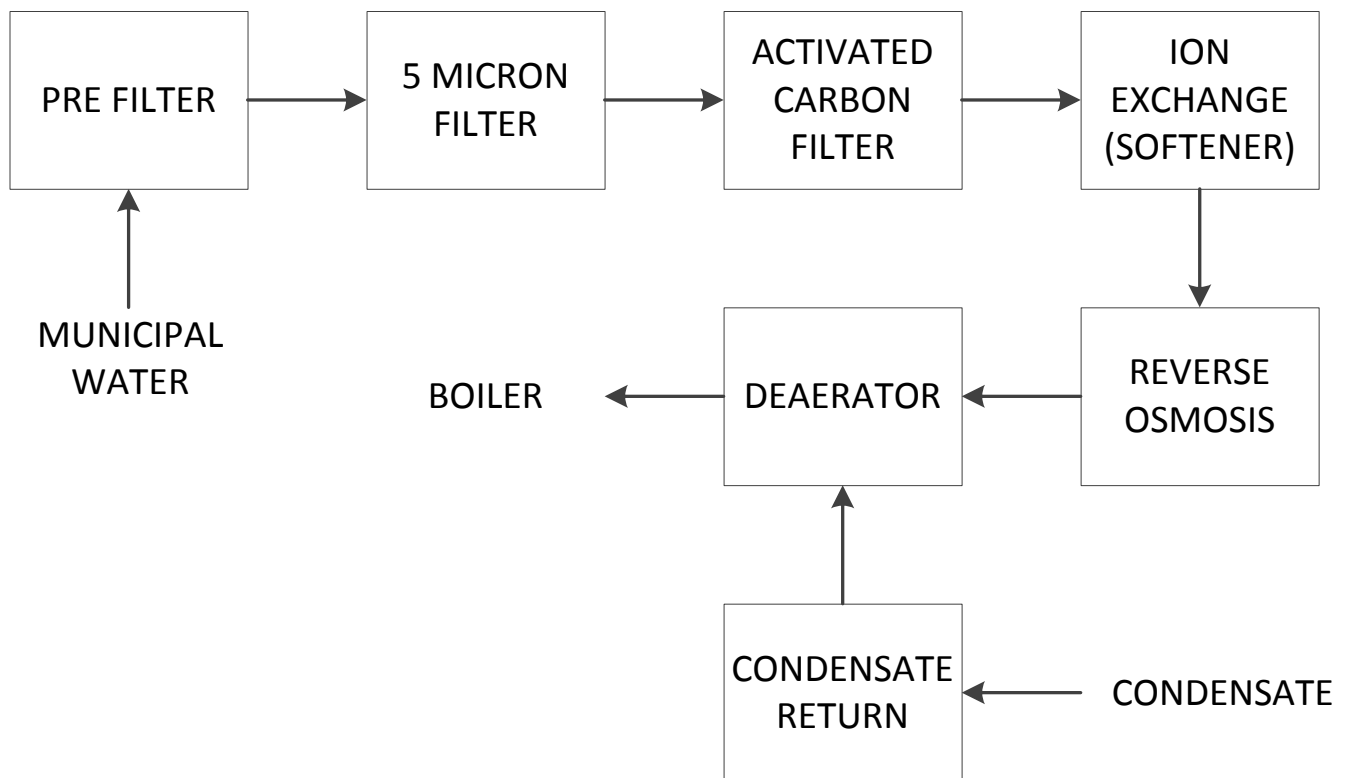 PRE FILTER
5 MICRON
FILTER
ACTIVATED
CARBON
FILTER
ION
EXCHANGE
(SOFTENER)
MUNICIPAL
WATER
BOILER
DEAERATOR
REVERSE
OSMOSIS
CONDENSATE
RETURN
CONDENSATE